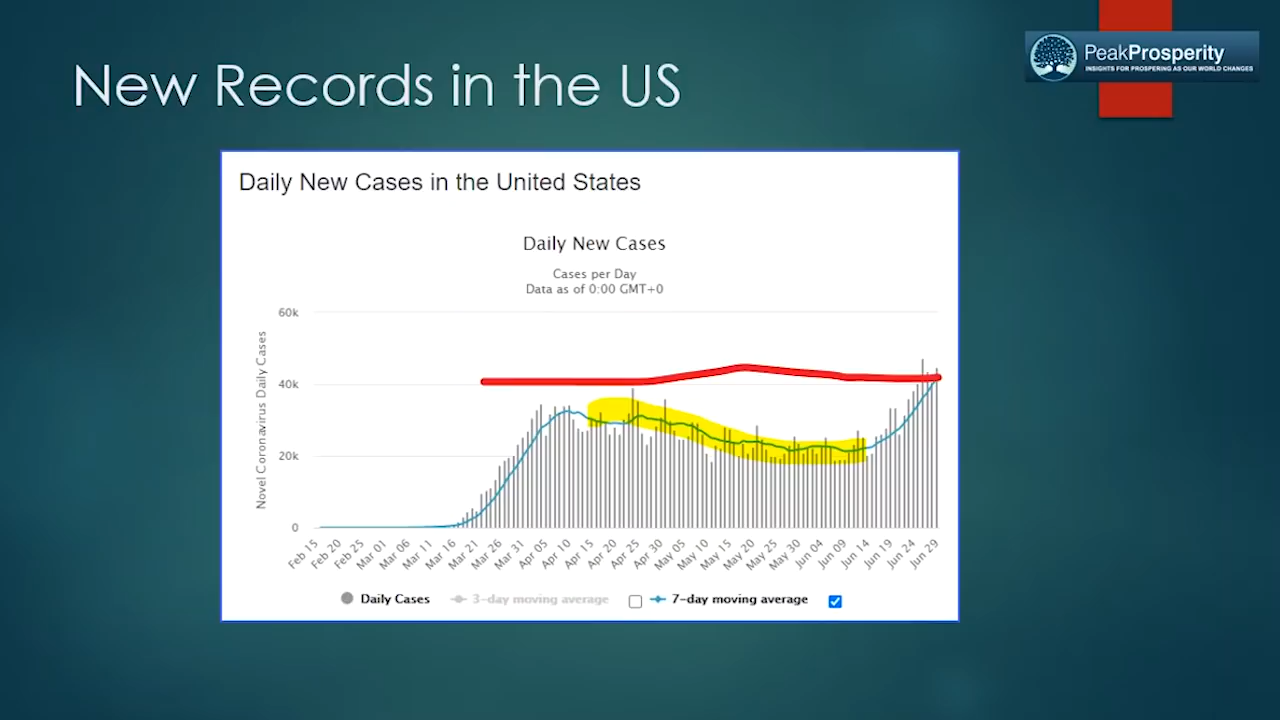 New Records in the US
PeakProsperity
INSIGHTS FOR PROSPERING AS OUR WORLD CHANGES
Daily New Cases in the United States
Daily New Cases
Cases per Day
Data as of 0:00 GMT+0
Novel Coronavirus Daily Cases
60k
40k
20k
0
Feb 15
Feb 20
Feb 25
Mar 01
Mar 06
Mar 11
Mar 16
Mar 21
Mar 26
Mar 31
Apr 05
Apr 10
Apr 15
Apr 20
Apr 25
Apr 30
May 05
May 10
May 15
May 20
May 25
May 30
Jun 04
Jun 09
Jun 14
Jun 19
Jun 24
Jun 29
Daily Cases
3-day moving average
7-day moving average